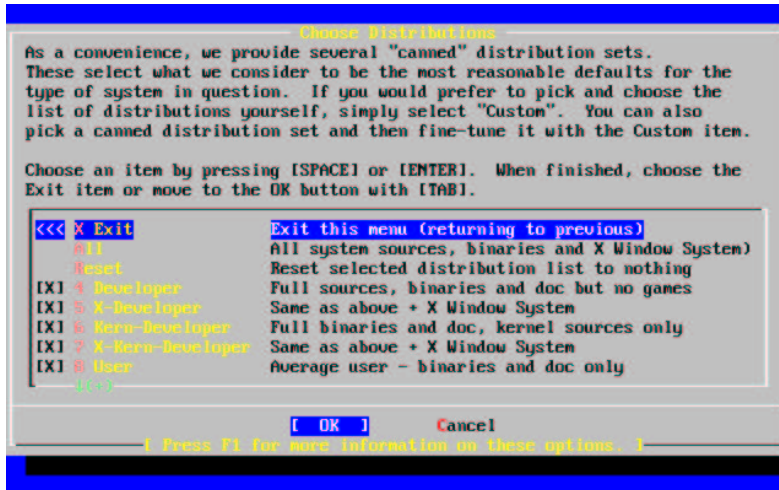 Choose Distributions
As a convenience, we provide several "canned" distribution sets.
These select what we consider to be the most reasonable defaults for the
type of system in question.  If you would prefer to pick and choose the
list of distributions yourself, simply select "Custom".  You can also
pick a canned distribution set and then fine-tune it with the Custom item.
Choose an item by pressing [SPACE] or [ENTER].  When finished, choose the
Exit item or move to the OK button with [TAB].
<<< X Exit Exit this menu (returning to previous)
All All system sources, binaries and X Window System)
Reset Reset selected distribution list to nothing
[X] 4 Developer Full sources, binaries and doc but no games
[X] 5 X-Developer Same as above + X Window System
[X] 6 Kern-Developer Full binaries and doc, kernel sources only
[X] 7 X-Kern-Developer Same as above + X Window System
[X] 8 User Average user - binaries and doc only
[ OK ] Cancel
[ Press F1 for more information on these options. ]